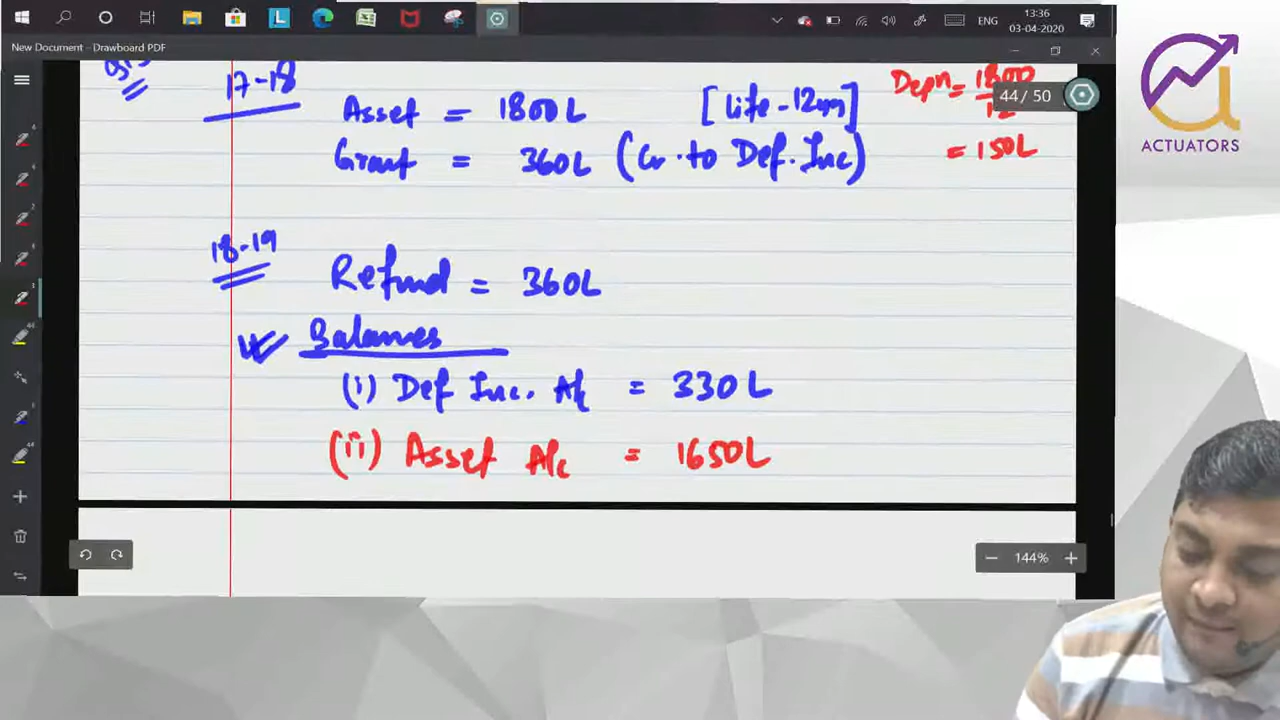 ENG
13:36
03-04-2020
New Document - Drawboard PDF
17-18
Asset = 1800L [Life - 12yrs]
Grant = 360L (Cr. to Def. Inc)
Depn = 1800
12
= 150L
44 / 50
ACTUATORS
18-19
Refund = 360L
Balances
(i) Def Inc. A/c = 330L
(ii) Asset A/c = 1650L
144%